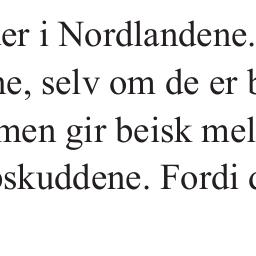 er i Nordlandene.
ne, selv om de er b
men gir beisk mel
oskuddene. Fordi d